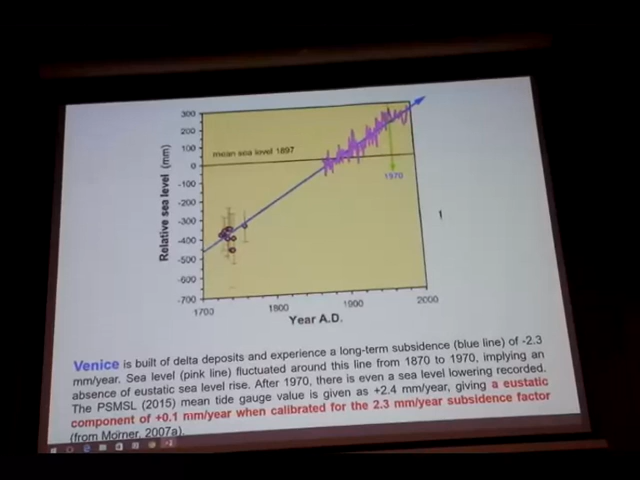 300
200
100
0
-100
-200
-300
-400
-500
-600
-700
Relative sea level (mm)
mean sea level 1897
1970
1700
1800
1900
2000
Year A.D.
Venice is built of delta deposits and experience a long-term subsidence (blue line) of -2.3
mm/year. Sea level (pink line) fluctuated around this line from 1870 to 1970, implying an
absence of eustatic sea level rise. After 1970, there is even a sea level lowering recorded.
The PSMSL (2015) mean tide gauge value is given as +2.4 mm/year, giving a eustatic
component of +0.1 mm/year when calibrated for the 2.3 mm/year subsidence factor
(from Mörner, 2007a).